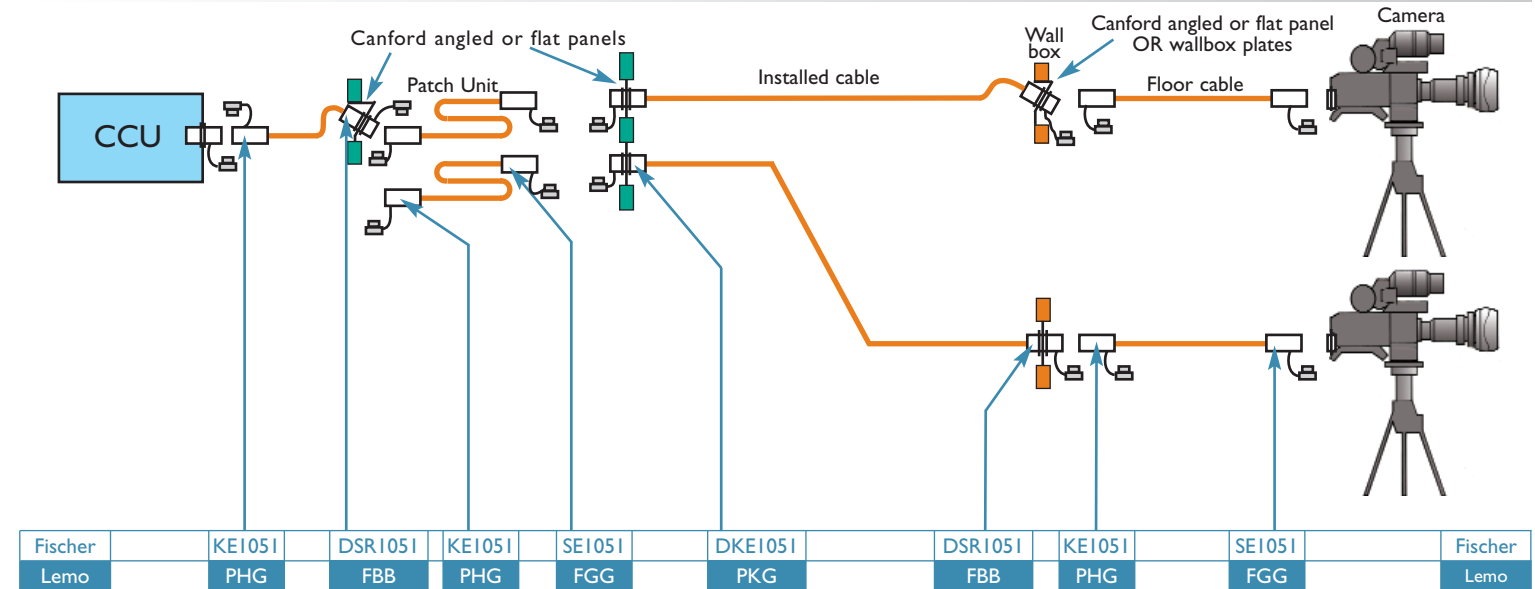 Canford angled or flat panels
Wall
box
Canford angled or flat panel
OR wallbox plates
Camera
Patch Unit
Installed cable
Floor cable
CCU
Fischer KE1051 DSR1051 KE1051 SE1051 DKE1051 DSR1051 KE1051 SE1051 Fischer
Lemo PHG FBB PHG FGG PKG FBB PHG FGG Lemo